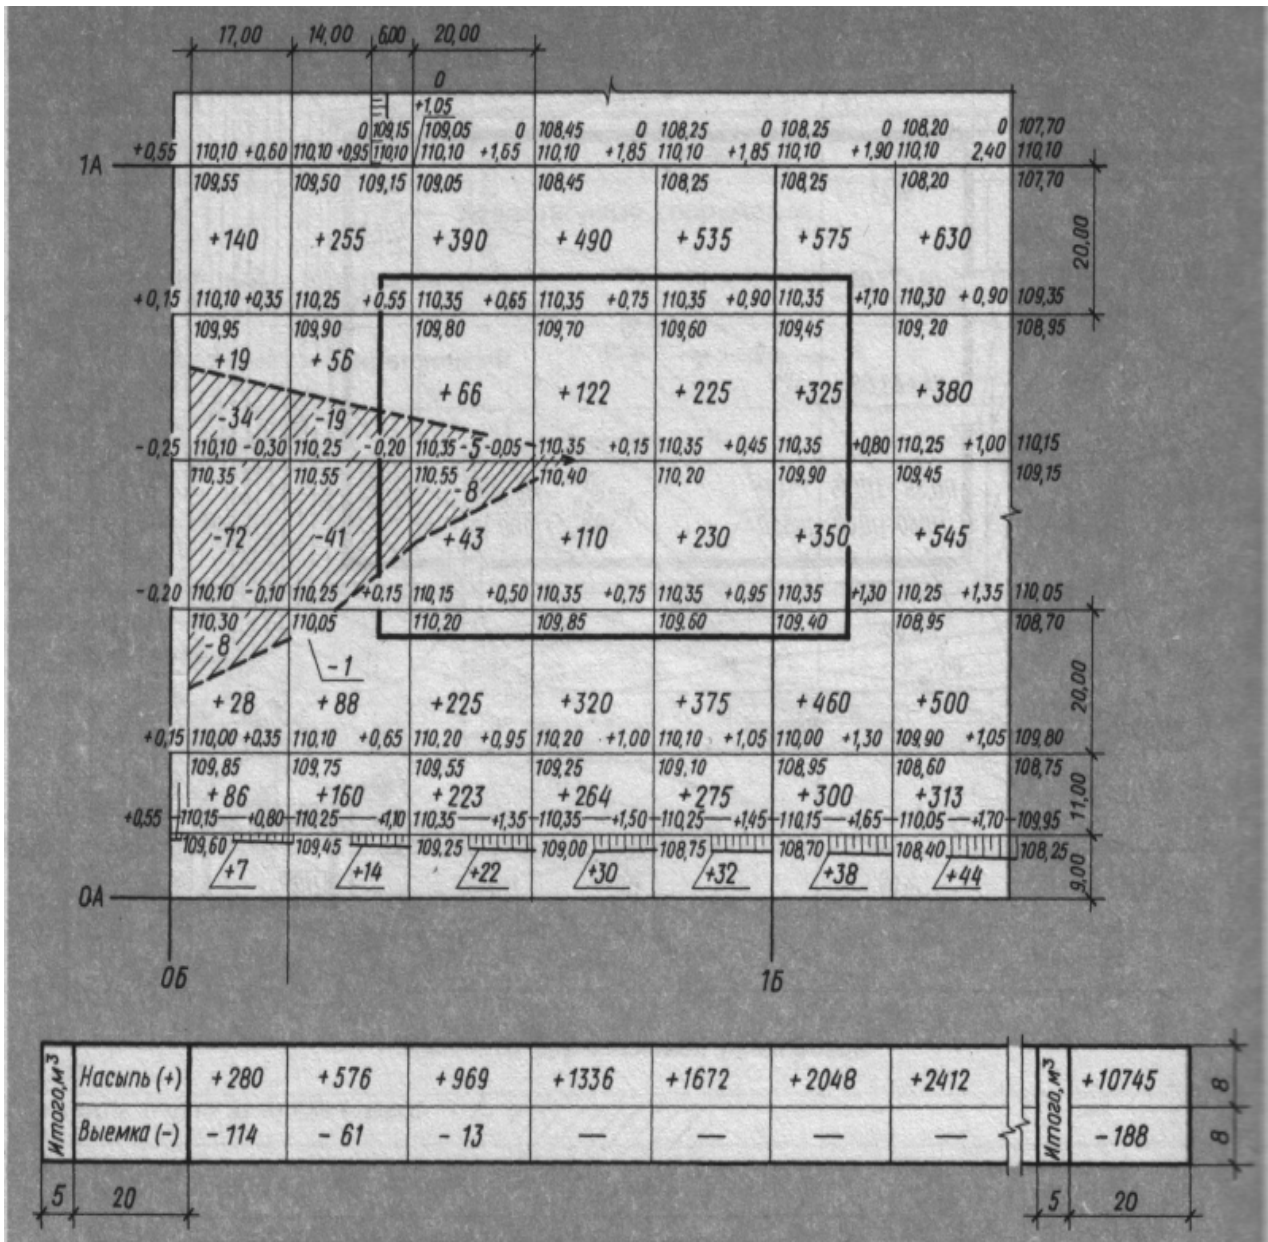 17,00 14,00 6,00 20,00
0
+1,05
0 109,15 109,05 0 108,45 0 108,25 0 108,25 0 108,20 0 107,70
1А +0,55 110,10 +0,60 110,10 +0,95 110,10 110,10 +1,65 110,10 +1,85 110,10 +1,85 110,10 +1,90 110,10 2,40 110,10
109,55 109,50 109,15 109,05 108,45 108,25 108,25 108,20 107,70
+140 +255 +390 +490 +535 +575 +630 20,00
+0,15 110,10 +0,35 110,25 +0,55 110,35 +0,65 110,35 +0,75 110,35 +0,90 110,35 +1,10 110,30 +0,90 109,35
109,95 109,90 109,80 109,70 109,60 109,45 109,20 108,95
+19 +56
+66 +122 +225 +325 +380
-34 -19
-0,25 110,10 -0,30 110,25 -0,20 110,35 -5 -0,05 110,35 +0,15 110,35 +0,45 110,35 +0,80 110,25 +1,00 110,15
110,35 110,55 110,55 110,40 110,20 109,90 109,45 109,15
-8
-72 -41 +43 +110 +230 +350 +545
-0,20 110,10 -0,10 110,25 +0,15 110,15 +0,50 110,35 +0,75 110,35 +0,95 110,35 +1,30 110,25 +1,35 110,05
110,30 110,05 110,20 109,85 109,60 109,40 108,95 108,70
-8
-1
+28 +88 +225 +320 +375 +460 +500 20,00
+0,15 110,00 +0,35 110,10 +0,65 110,20 +0,95 110,20 +1,00 110,10 +1,05 110,00 +1,30 109,90 +1,05 109,80
109,85 109,75 109,55 109,25 109,10 108,95 108,60 108,75
+86 +160 +223 +264 +275 +300 +313 11,00
+0,55 110,15 +0,80 110,25 +1,10 110,35 +1,35 110,35 +1,50 110,25 +1,45 110,15 +1,65 110,05 +1,70 109,95
109,60 109,45 109,25 109,00 108,75 108,70 108,40 108,25
+7 +14 +22 +30 +32 +38 +44 9,00
0А
0Б 1Б
Итого, м³ Насыпь (+) +280 +576 +969 +1336 +1672 +2048 +2412 Итого, м³ +10745 8
Выемка (-) -114 -61 -13 — — — — -188 8
5 20 5 20